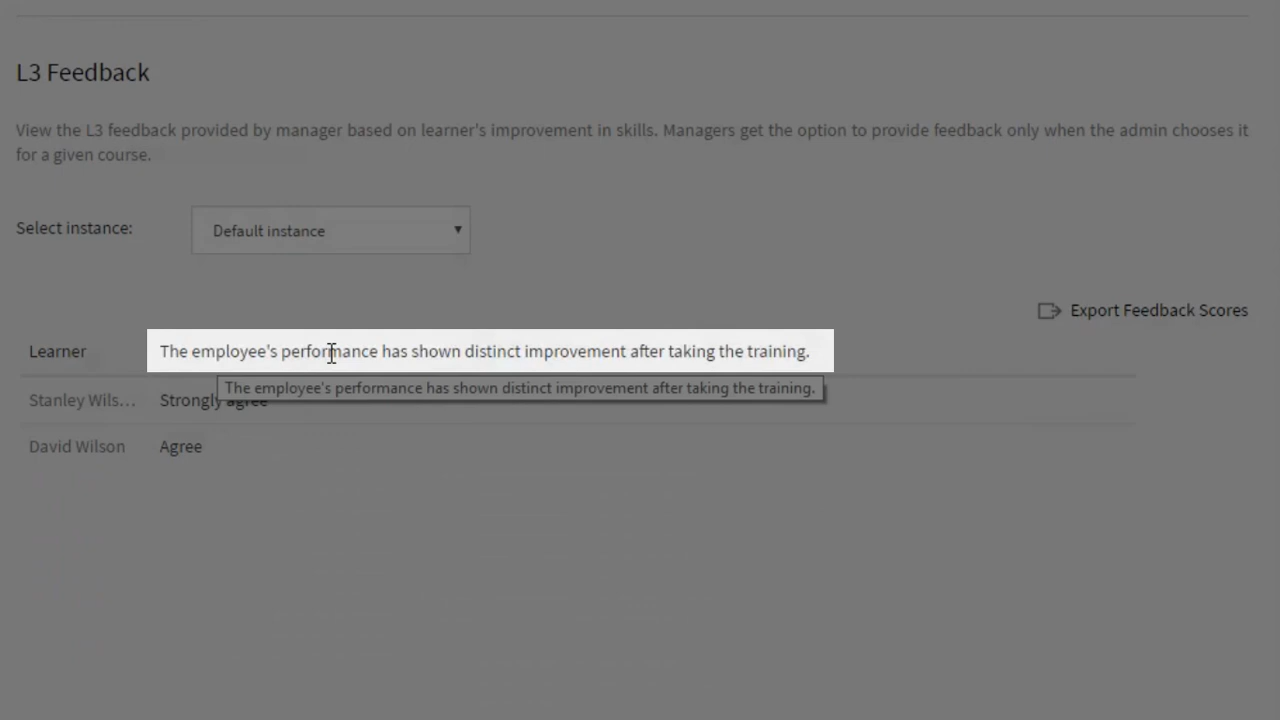 L3 Feedback
View the L3 feedback provided by manager based on learner's improvement in skills. Managers get the option to provide feedback only when the admin chooses it
for a given course.
Select instance:
Default instance
Export Feedback Scores
Learner The employee's performance has shown distinct improvement after taking the training.
The employee's performance has shown distinct improvement after taking the training.
Stanley Wils... Strongly agree
David Wilson Agree